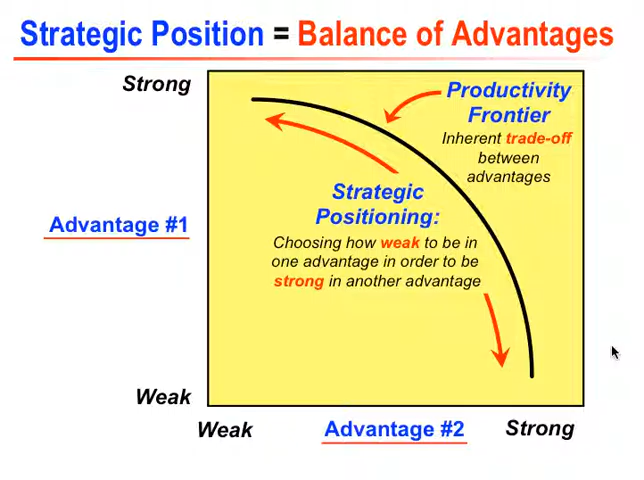 Strategic Position = Balance of Advantages
Strong
Productivity
Frontier
Inherent trade-off
between
advantages
Strategic
Positioning:
Advantage #1
Choosing how weak to be in
one advantage in order to be
strong in another advantage
Weak
Weak
Advantage #2
Strong